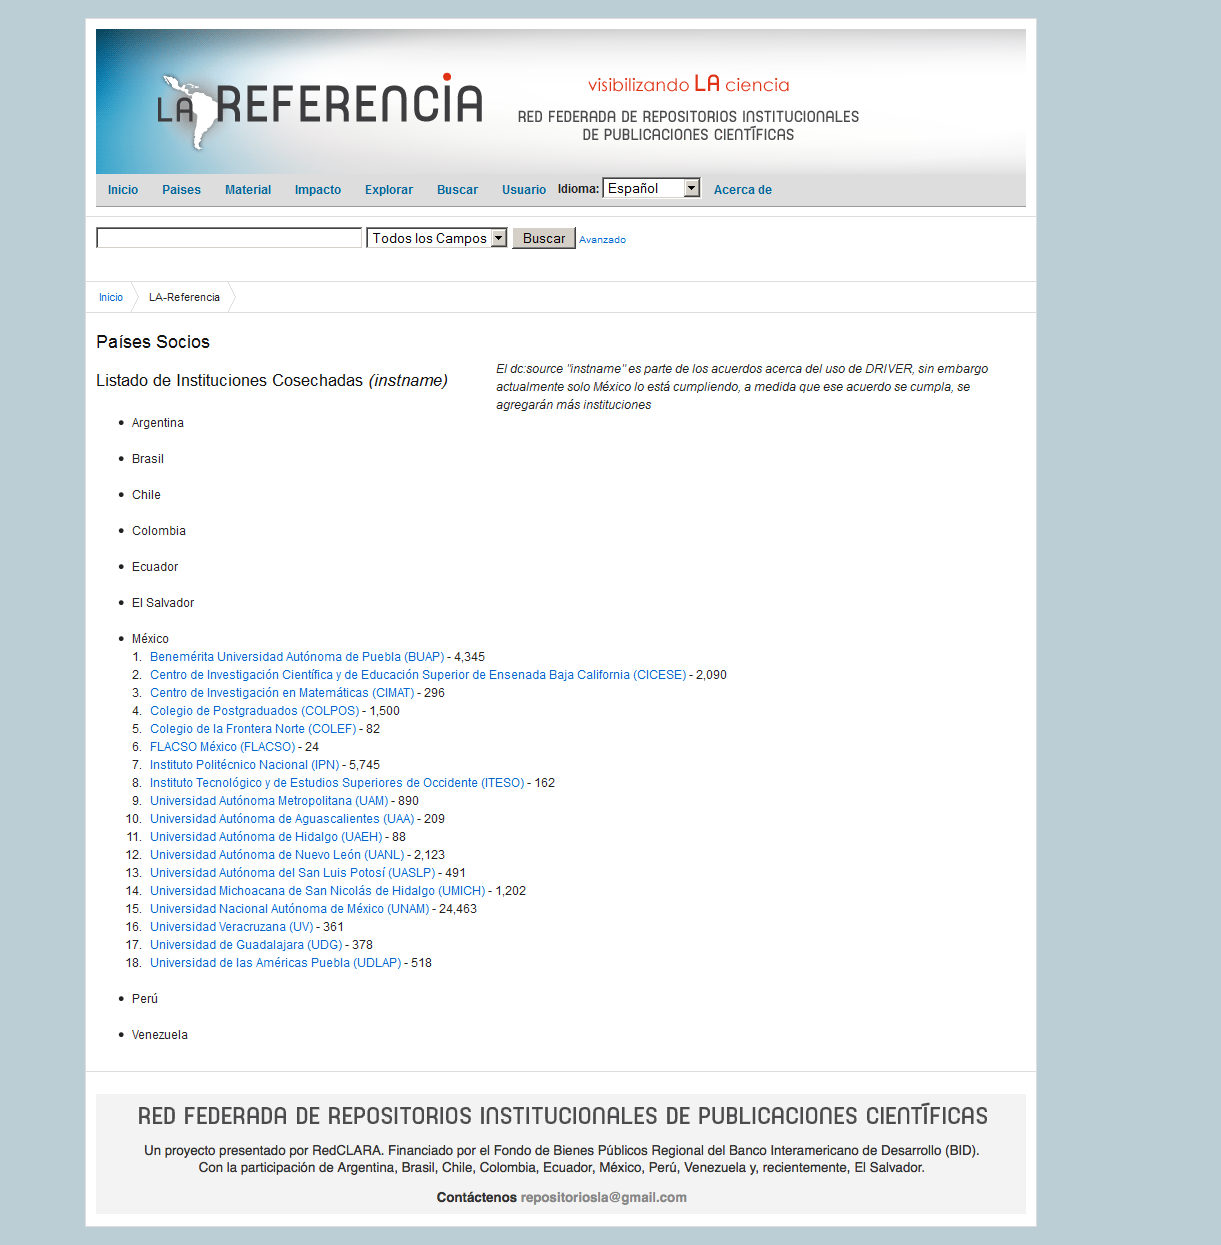 LA REFERENCIA
visibilizando LA ciencia
RED FEDERADA DE REPOSITORIOS INSTITUCIONALES
DE PUBLICACIONES CIENTÍFICAS
Inicio Paises Material Impacto Explorar Buscar Usuario Idioma: Español Acerca de
Todos los Campos Buscar Avanzado
Inicio LA-Referencia
Países Socios
Listado de Instituciones Cosechadas (instname)
El dc:source "instname" es parte de los acuerdos acerca del uso de DRIVER, sin embargo
actualmente solo México lo está cumpliendo, a medida que ese acuerdo se cumpla, se
agregarán más instituciones
• Argentina
• Brasil
• Chile
• Colombia
• Ecuador
• El Salvador
• México
1. Benemérita Universidad Autónoma de Puebla (BUAP) - 4,345
2. Centro de Investigación Científica y de Educación Superior de Ensenada Baja California (CICESE) - 2,090
3. Centro de Investigación en Matemáticas (CIMAT) - 296
4. Colegio de Postgraduados (COLPOS) - 1,500
5. Colegio de la Frontera Norte (COLEF) - 82
6. FLACSO México (FLACSO) - 24
7. Instituto Politécnico Nacional (IPN) - 5,745
8. Instituto Tecnológico y de Estudios Superiores de Occidente (ITESO) - 162
9. Universidad Autónoma Metropolitana (UAM) - 890
10. Universidad Autónoma de Aguascalientes (UAA) - 209
11. Universidad Autónoma de Hidalgo (UAEH) - 88
12. Universidad Autónoma de Nuevo León (UANL) - 2,123
13. Universidad Autónoma del San Luis Potosí (UASLP) - 491
14. Universidad Michoacana de San Nicolás de Hidalgo (UMICH) - 1,202
15. Universidad Nacional Autónoma de México (UNAM) - 24,463
16. Universidad Veracruzana (UV) - 361
17. Universidad de Guadalajara (UDG) - 378
18. Universidad de las Américas Puebla (UDLAP) - 518
• Perú
• Venezuela
RED FEDERADA DE REPOSITORIOS INSTITUCIONALES DE PUBLICACIONES CIENTÍFICAS
Un proyecto presentado por RedCLARA. Financiado por el Fondo de Bienes Públicos Regional del Banco Interamericano de Desarrollo (BID).
Con la participación de Argentina, Brasil, Chile, Colombia, Ecuador, México, Perú, Venezuela y, recientemente, El Salvador.
Contáctenos repositoriosla@gmail.com